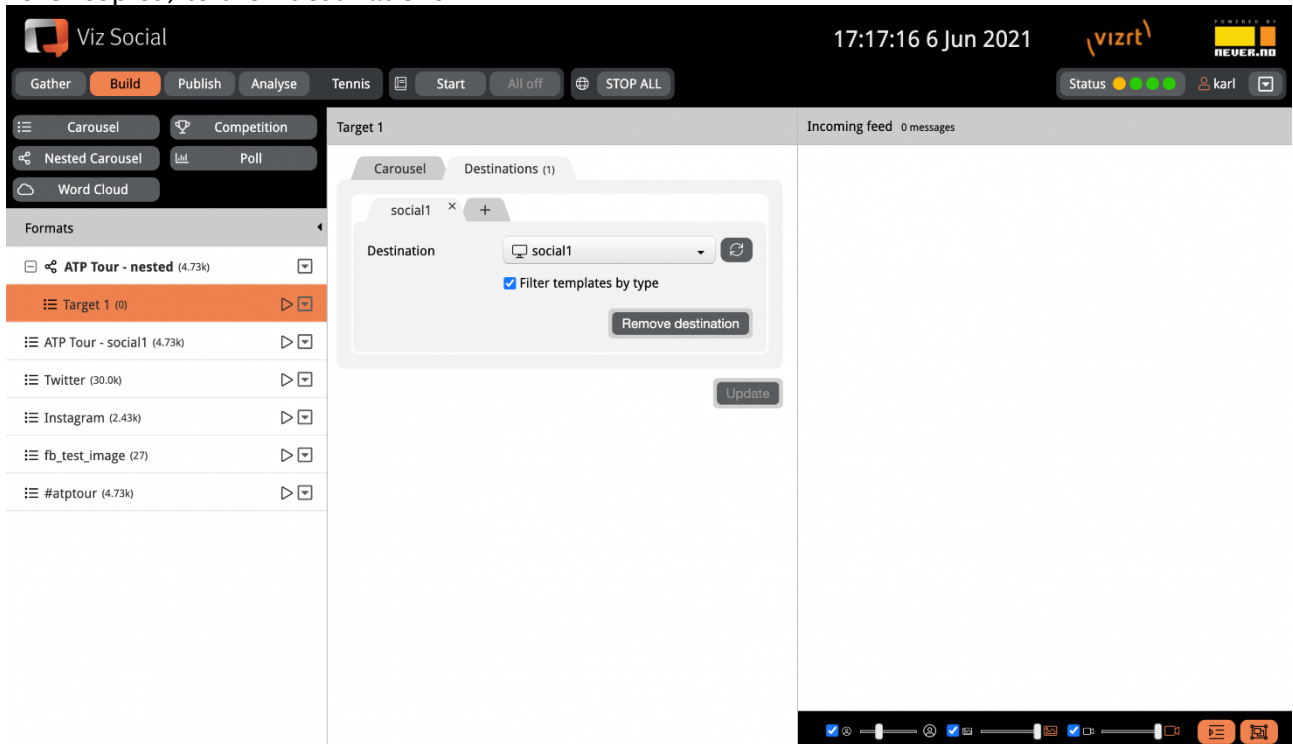 Viz Social
17:17:16 6 Jun 2021
vizrt
POWERED BY
NEVER.NO
Gather Build Publish Analyse Tennis Start All off STOP ALL Status karl
Carousel Competition
Nested Carousel Poll
Word Cloud
Formats
ATP Tour - nested (4.73k)
Target 1 (0)
ATP Tour - social1 (4.73k)
Twitter (30.0k)
Instagram (2.43k)
fb_test_image (27)
#atptour (4.73k)
Target 1
Carousel Destinations (1)
social1 × +
Destination social1
Filter templates by type
Remove destination
Update
Incoming feed 0 messages